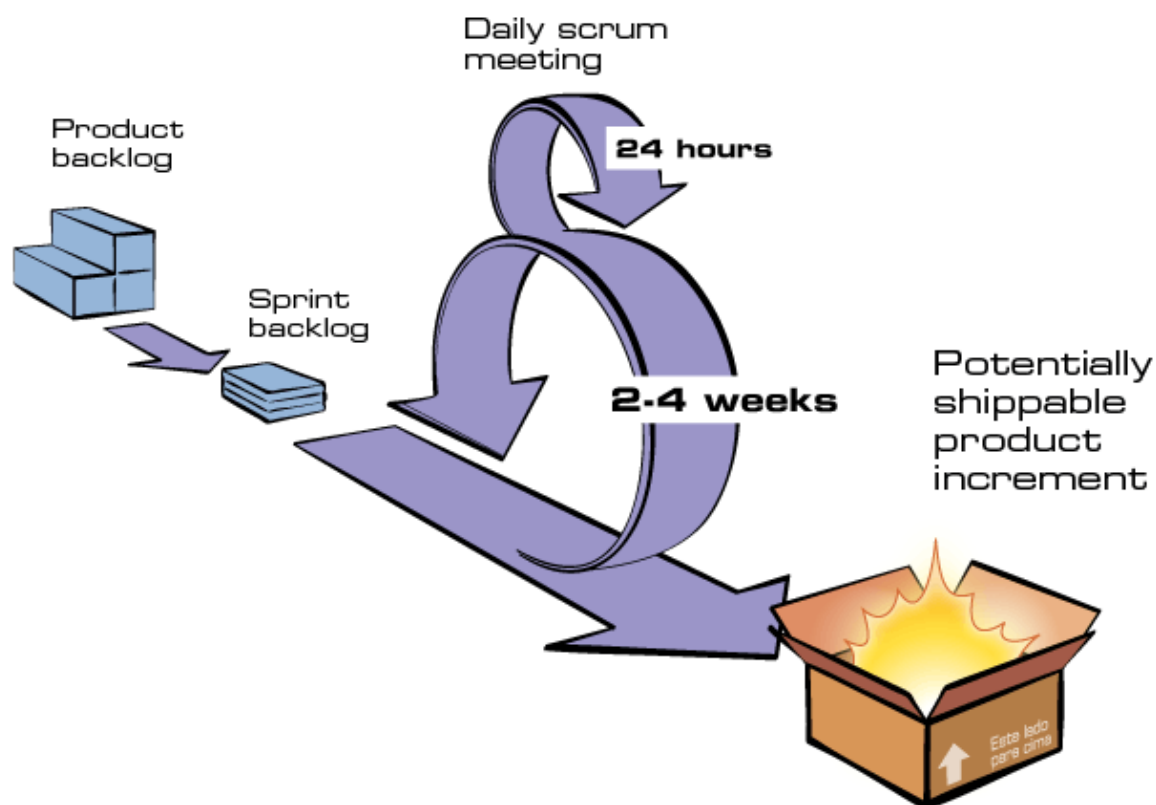 Daily scrum
meeting
24 hours
Product
backlog
Sprint
backlog
2-4 weeks
Potentially
shippable
product
increment
Este lado
para cima